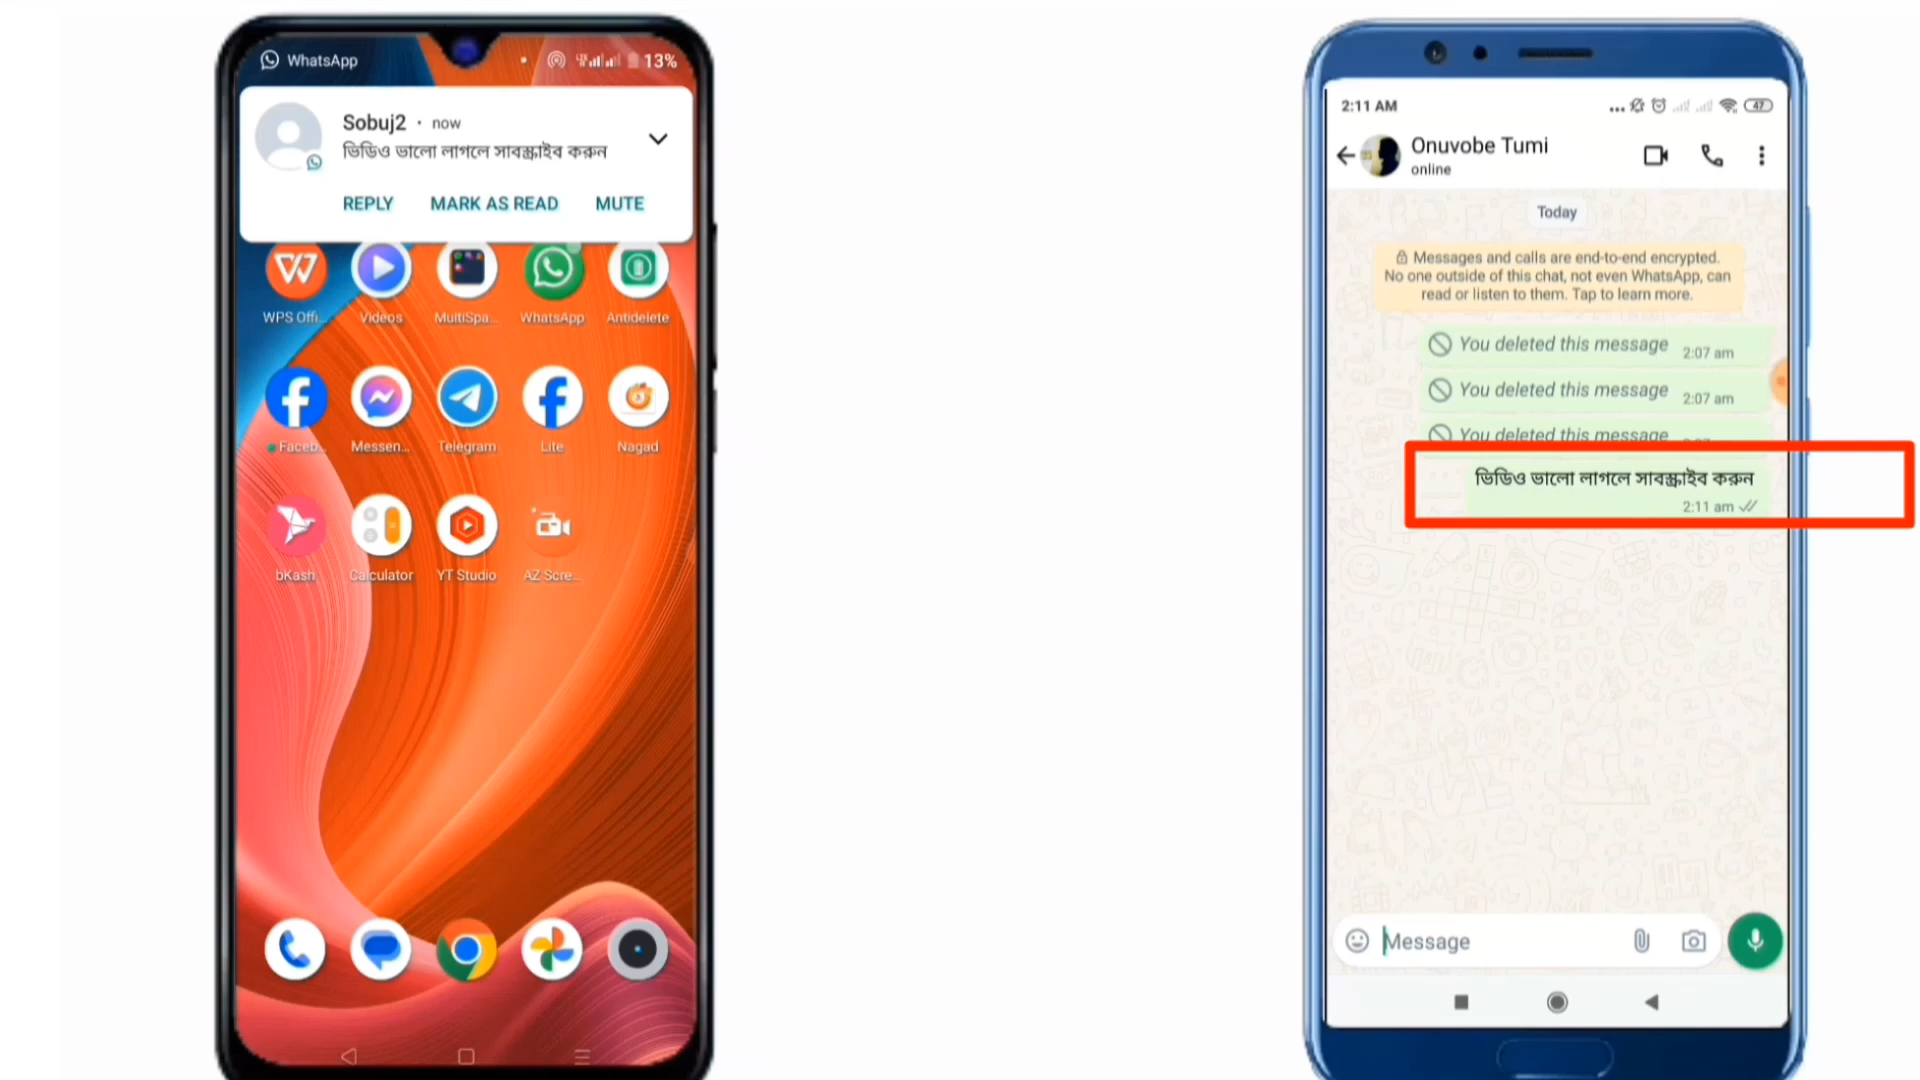 WhatsApp
13%
Sobuj2 · now
ভিডিও ভালো লাগলে সাবস্ক্রাইব করুন
REPLY MARK AS READ MUTE
WPS Offi... Videos MultiSpa... WhatsApp Antidelete
Faceb... Messen... Telegram Lite Nagad
bKash Calculator YT Studio AZ Scre...
2:11 AM
47
Onuvobe Tumi
online
Today
Messages and calls are end-to-end encrypted.
No one outside of this chat, not even WhatsApp, can
read or listen to them. Tap to learn more.
You deleted this message 2:07 am
You deleted this message 2:07 am
You deleted this message
ভিডিও ভালো লাগলে সাবস্ক্রাইব করুন
2:11 am
Message